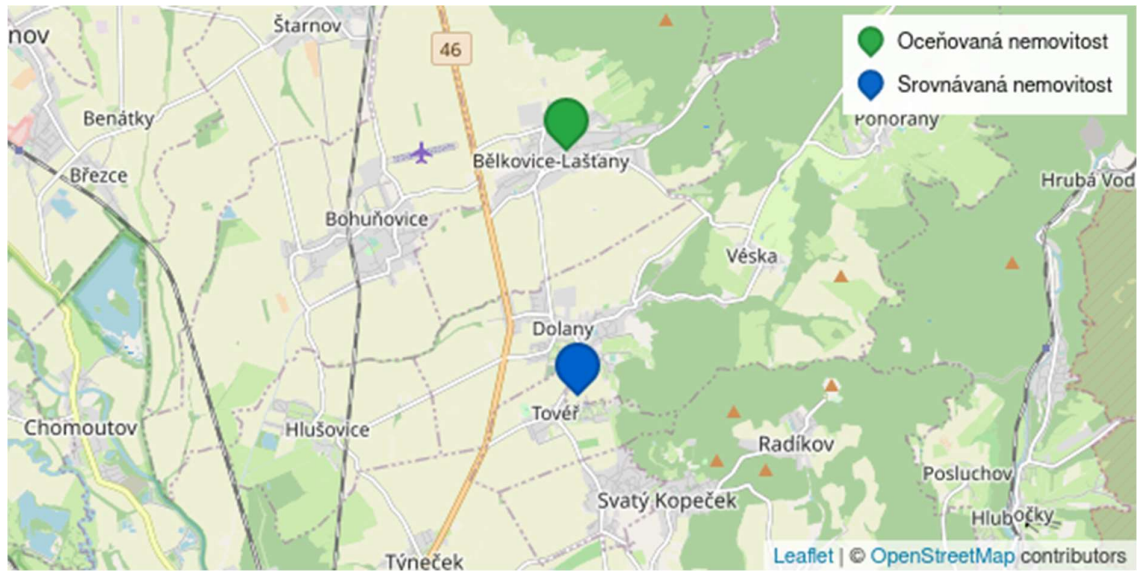 nov
Štarnov
46
Oceňovaná nemovitost
Srovnávaná nemovitost
Benátky
Pohořany
Bělkovice-Lašťany
Březce
Hrubá Vod
Bohuňovice
Véska
Dolany
Tovéř
Chomoutov
Hlušovice
Radíkov
Posluchov
Svatý Kopeček
Hlubočky
Týneček
Leaflet | © OpenStreetMap contributors